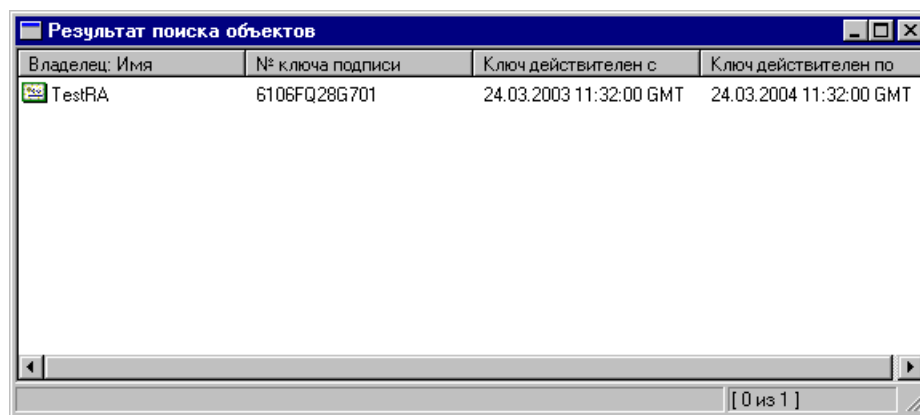 Результат поиска объектов
Владелец: Имя № ключа подписи Ключ действителен с Ключ действителен по
TestRA 6106FQ28G701 24.03.2003 11:32:00 GMT 24.03.2004 11:32:00 GMT
[ 0 из 1 ]